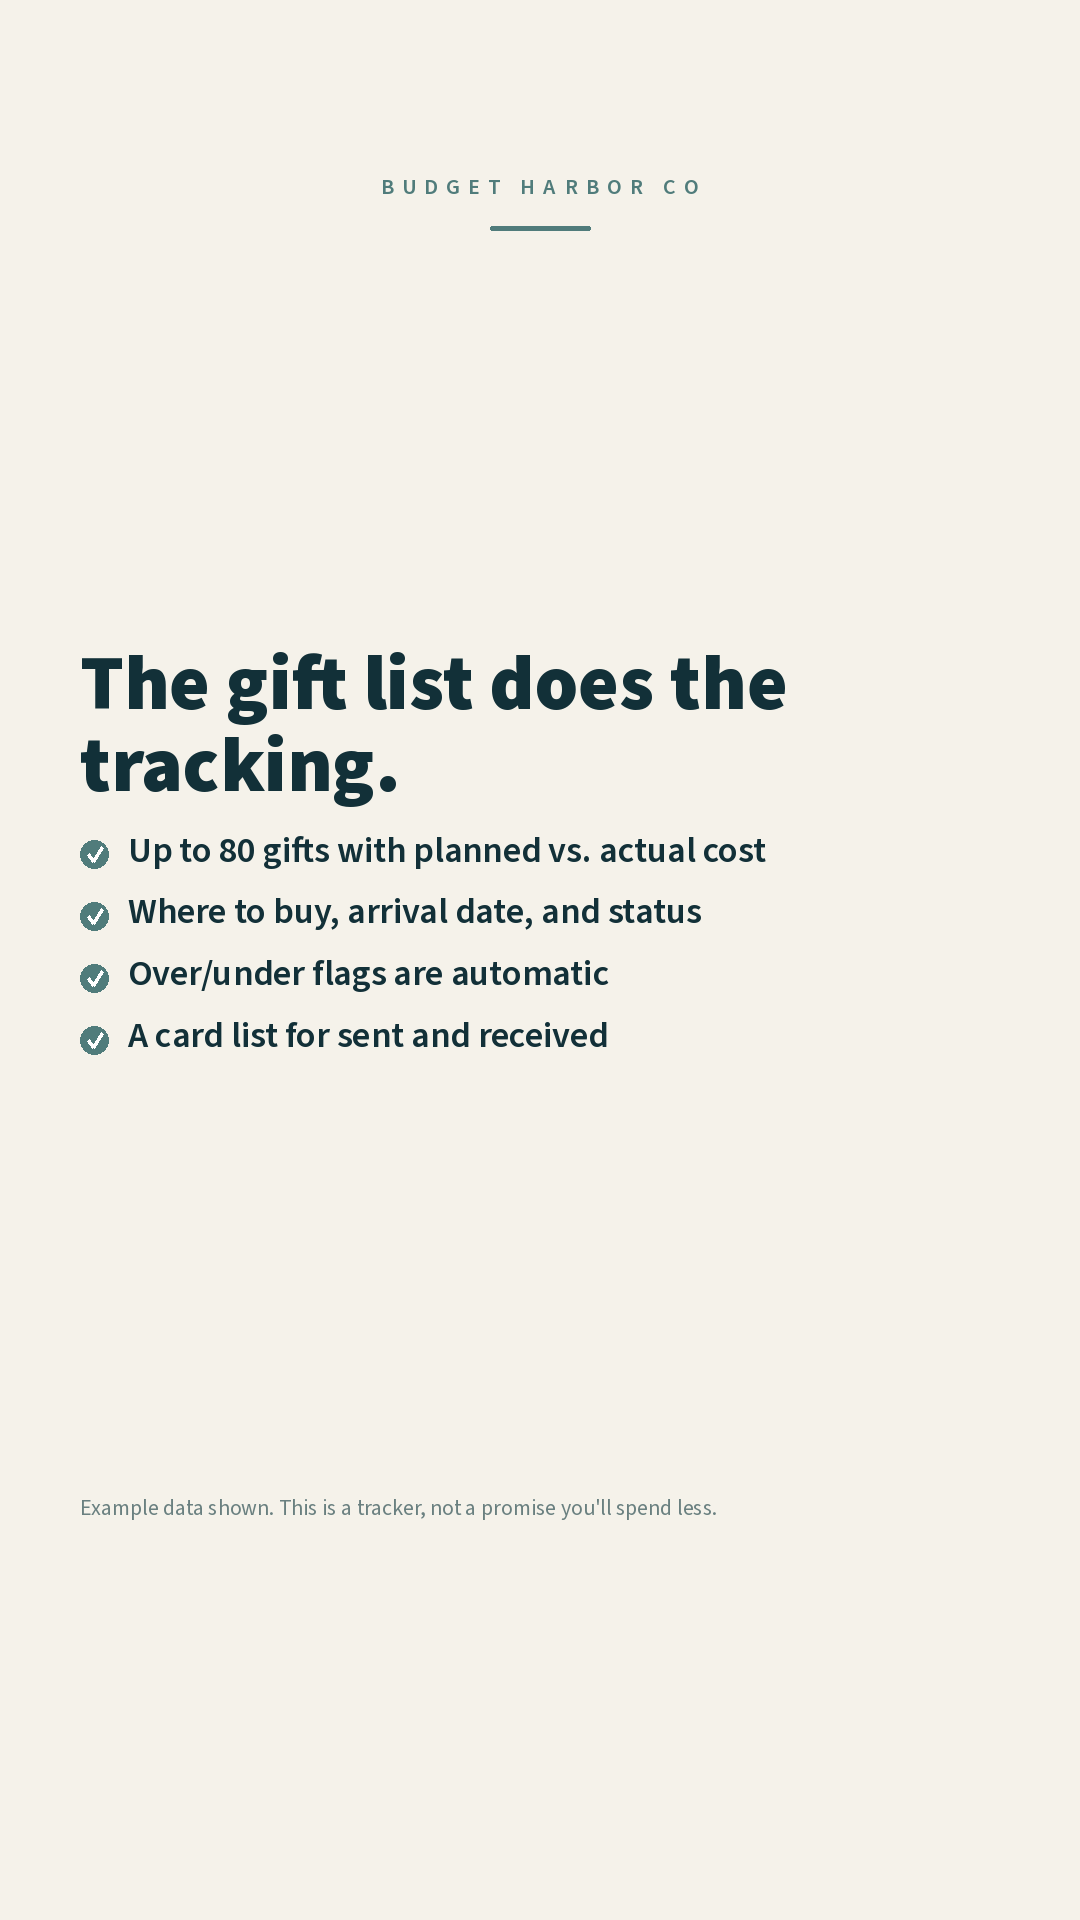 BUDGET HARBOR CO
The gift list does the
tracking.
Up to 80 gifts with planned vs. actual cost
Where to buy, arrival date, and status
Over/under flags are automatic
A card list for sent and received
Example data shown. This is a tracker, not a promise you'll spend less.